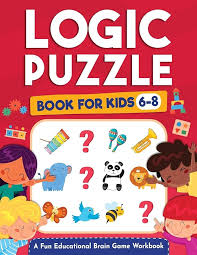 LOGIC
PUZZLE
BOOK FOR KIDS 6-8
?
?
?
A Fun Educational Brain Game Workbook